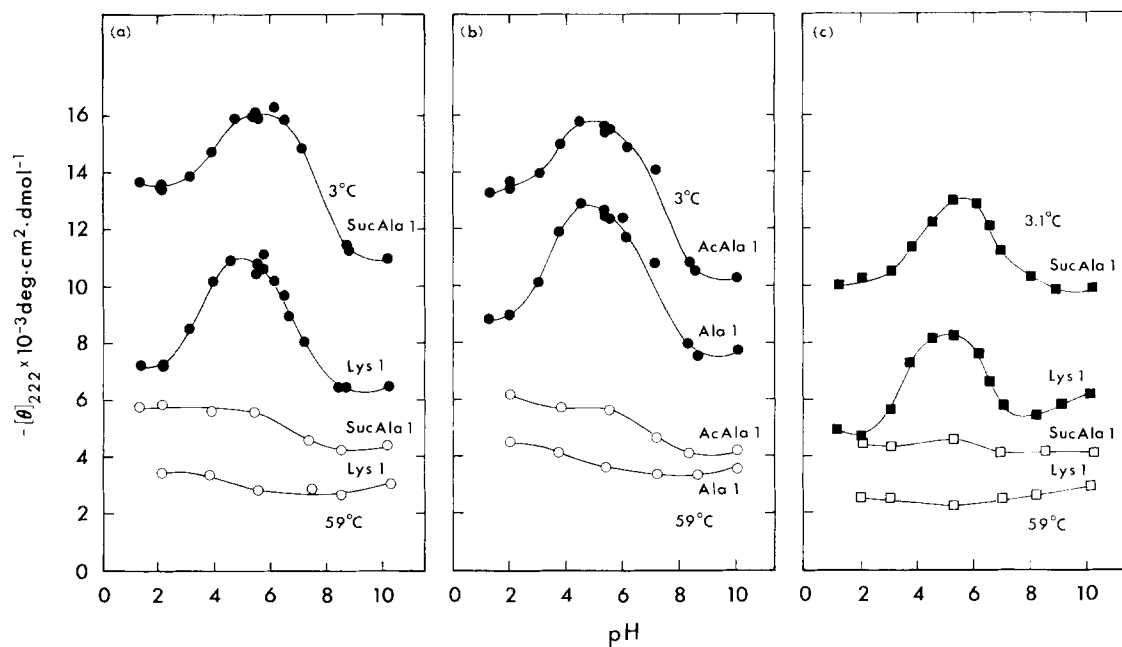 (a)
(b)
(c)
- [θ]222 × 10⁻³ deg·cm²·dmol⁻¹
16
14
12
10
8
6
4
2
0
3°C
SucAla 1
Lys 1
SucAla 1
Lys 1
59°C
3°C
AcAla 1
Ala 1
AcAla 1
Ala 1
59°C
3.1°C
SucAla 1
Lys 1
SucAla 1
Lys 1
59°C
0 2 4 6 8 10
0 2 4 6 8 10
0 2 4 6 8 10
pH